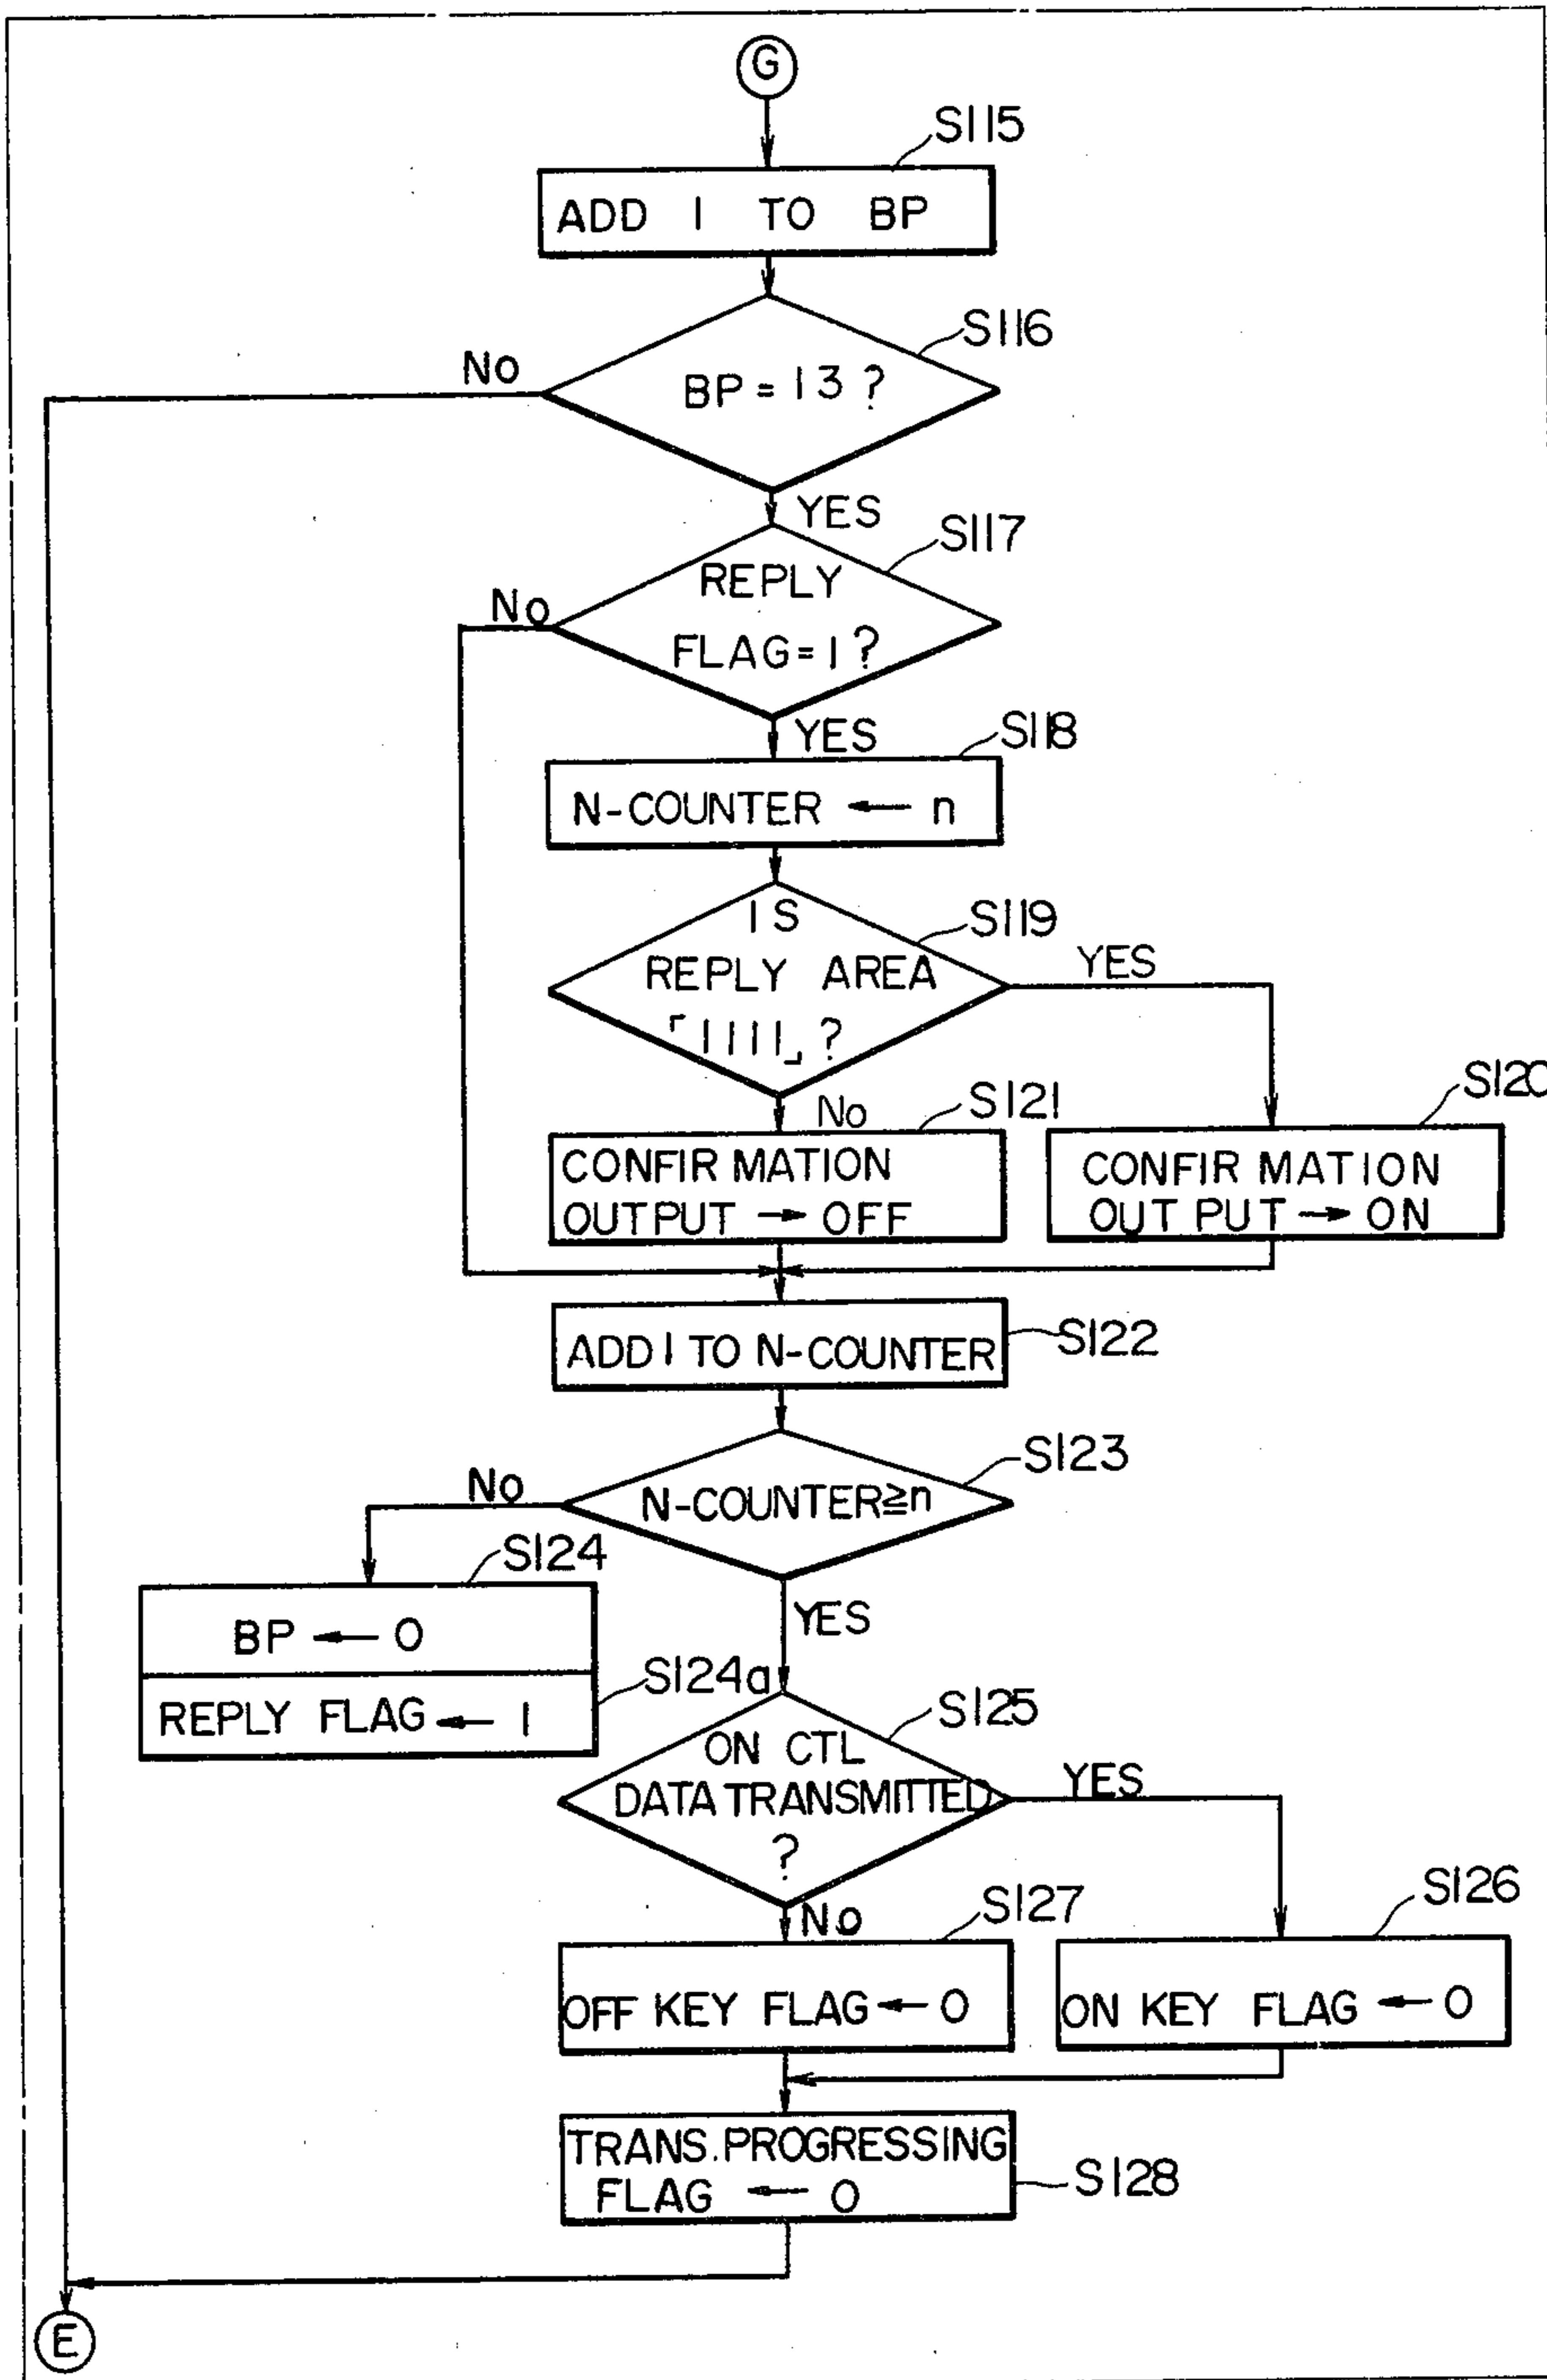 G
S115
ADD 1 TO BP
S116
No
BP = 13 ?
YES
S117
No
REPLY
FLAG = 1 ?
YES
S118
N-COUNTER ← n
IS
S119
REPLY AREA
YES
「1111」?
No
S121
S120
CONFIRMATION
OUTPUT → OFF
CONFIRMATION
OUTPUT → ON
ADD 1 TO N-COUNTER
S122
S123
No
N-COUNTER≧n
S124
BP ← 0
YES
S124a
REPLY FLAG ← 1
S125
ON CTL
DATA TRANSMITTED
?
YES
No
S127
S126
OFF KEY FLAG ← 0
ON KEY FLAG ← 0
TRANS. PROGRESSING
FLAG ← 0
S128
E